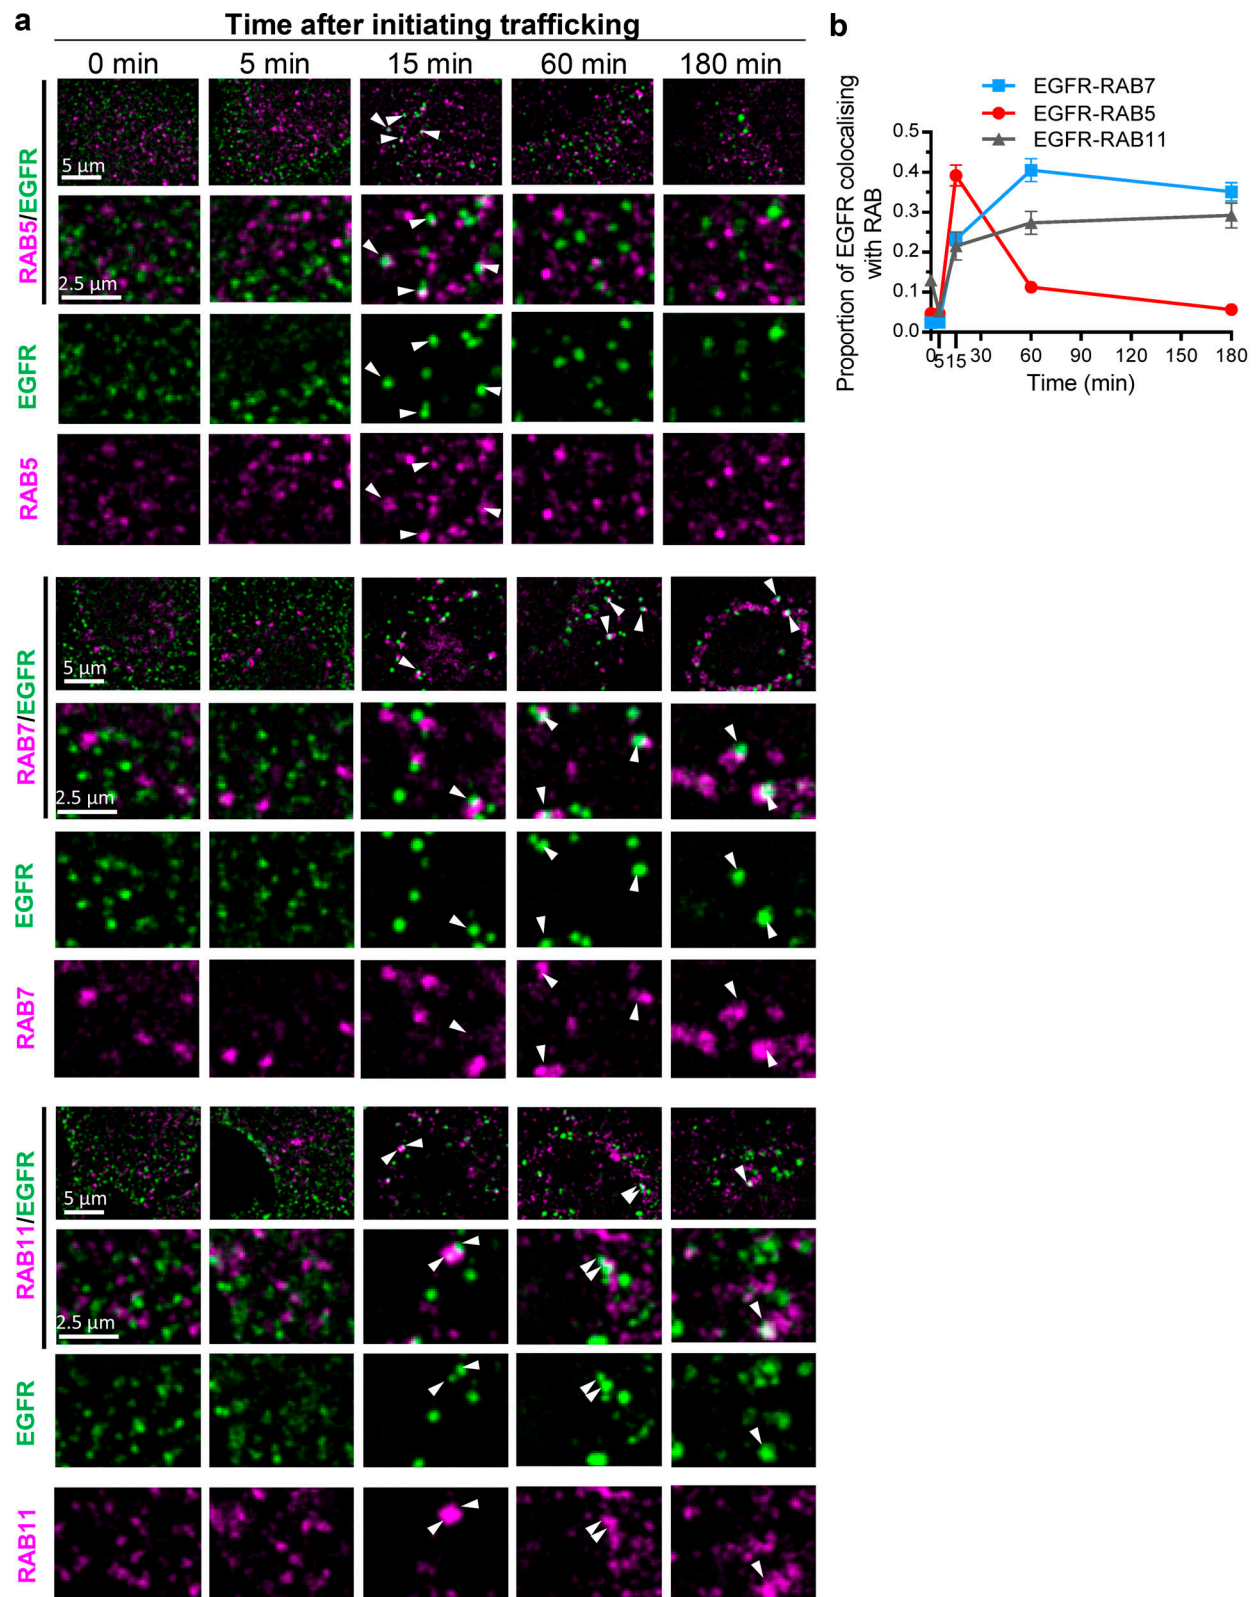 a
Time after initiating trafficking
0 min 5 min 15 min 60 min 180 min
RAB5/EGFR
5 µm
2.5 µm
EGFR
RAB5
RAB7/EGFR
5 µm
2.5 µm
EGFR
RAB7
RAB11/EGFR
5 µm
2.5 µm
EGFR
RAB11
b
EGFR-RAB7
EGFR-RAB5
EGFR-RAB11
Proportion of EGFR colocalising
with RAB
0.5
0.4
0.3
0.2
0.1
0.0
0 5 15 30 60 90 120 150 180
Time (min)